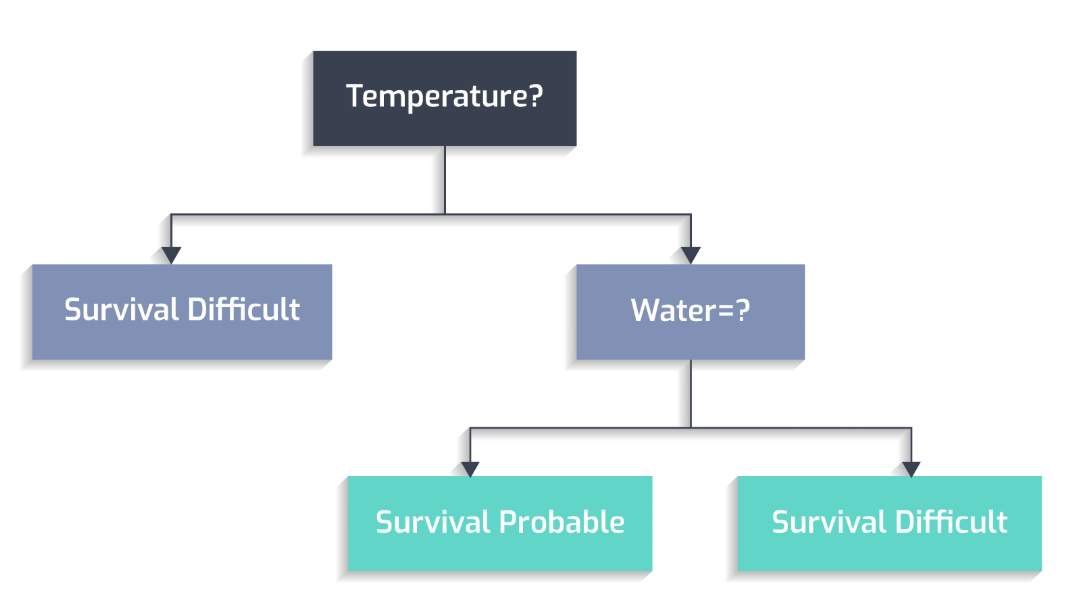 Temperature?
Survival Difficult
Water=?
Survival Probable
Survival Difficult